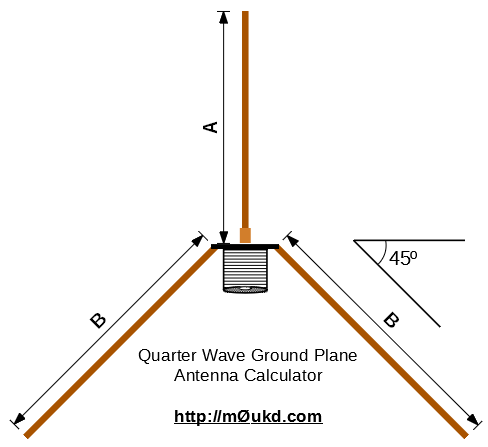 A
45º
B
B
Quarter Wave Ground Plane
Antenna Calculator
http://mØukd.com